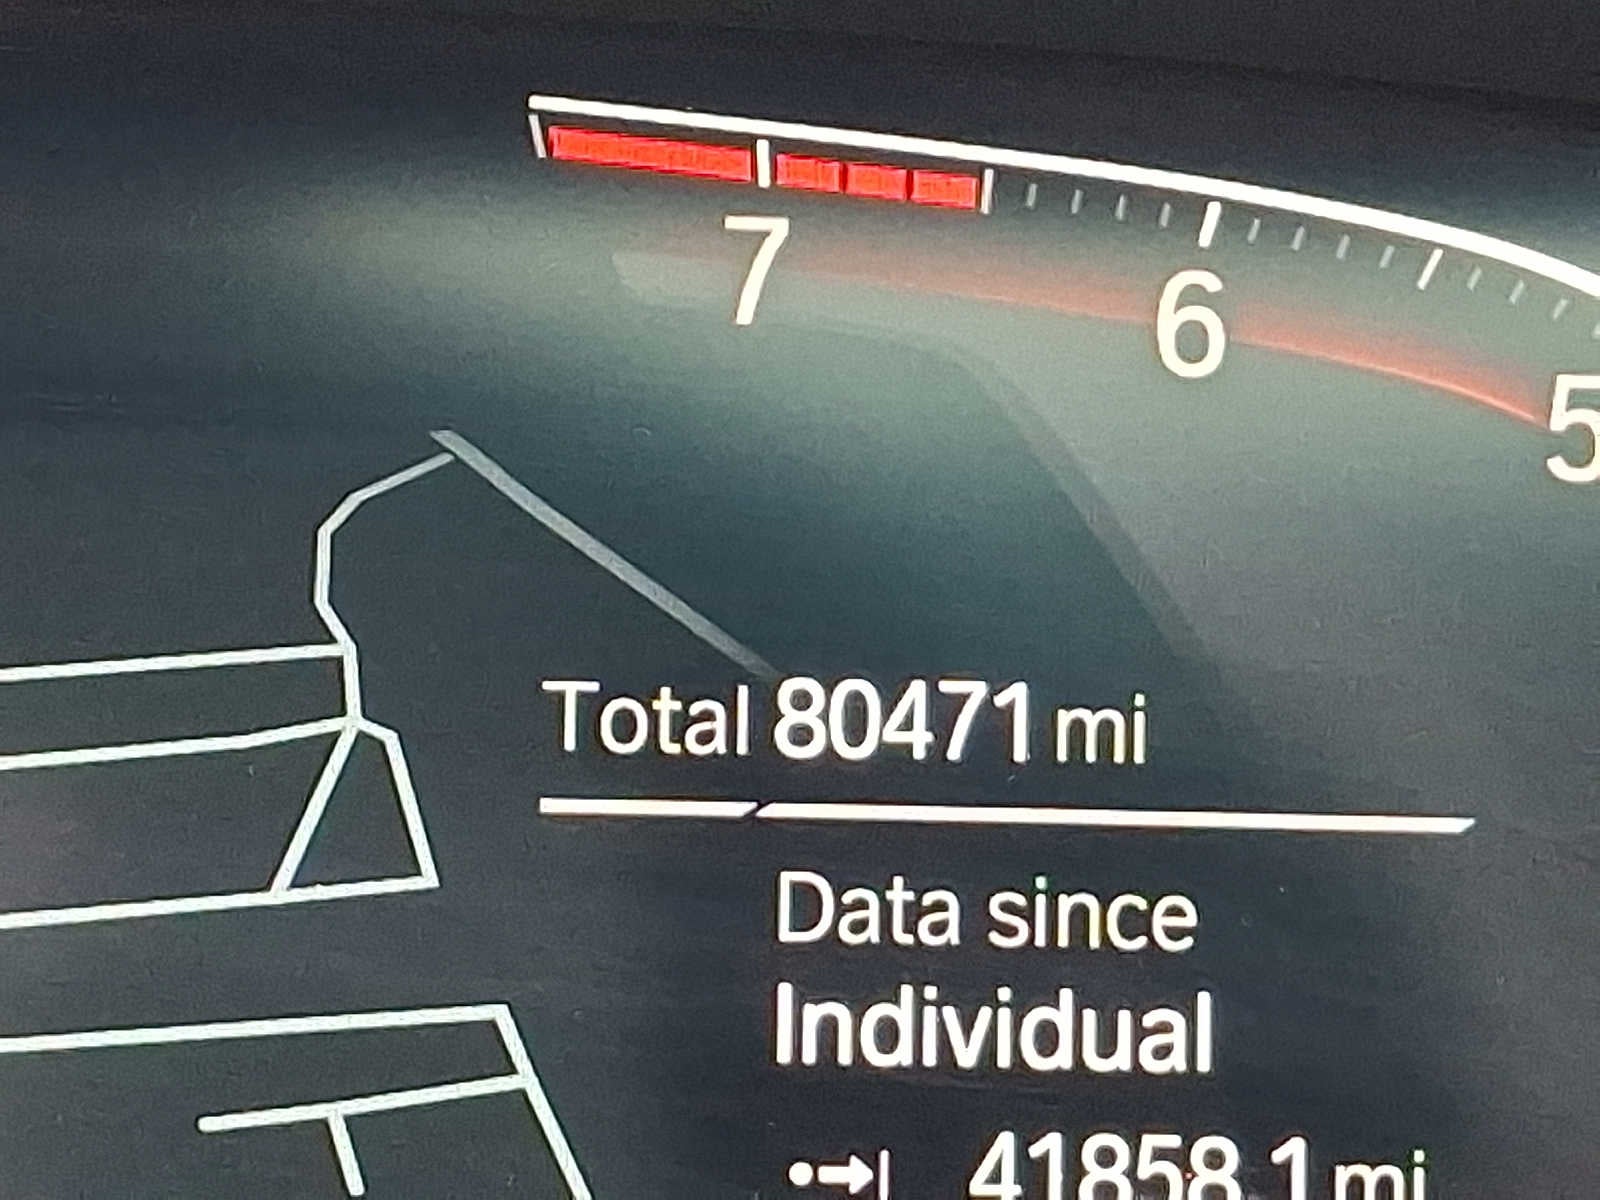 7
6
5
Total 80471 mi
Data since
Individual
41858.1 mi